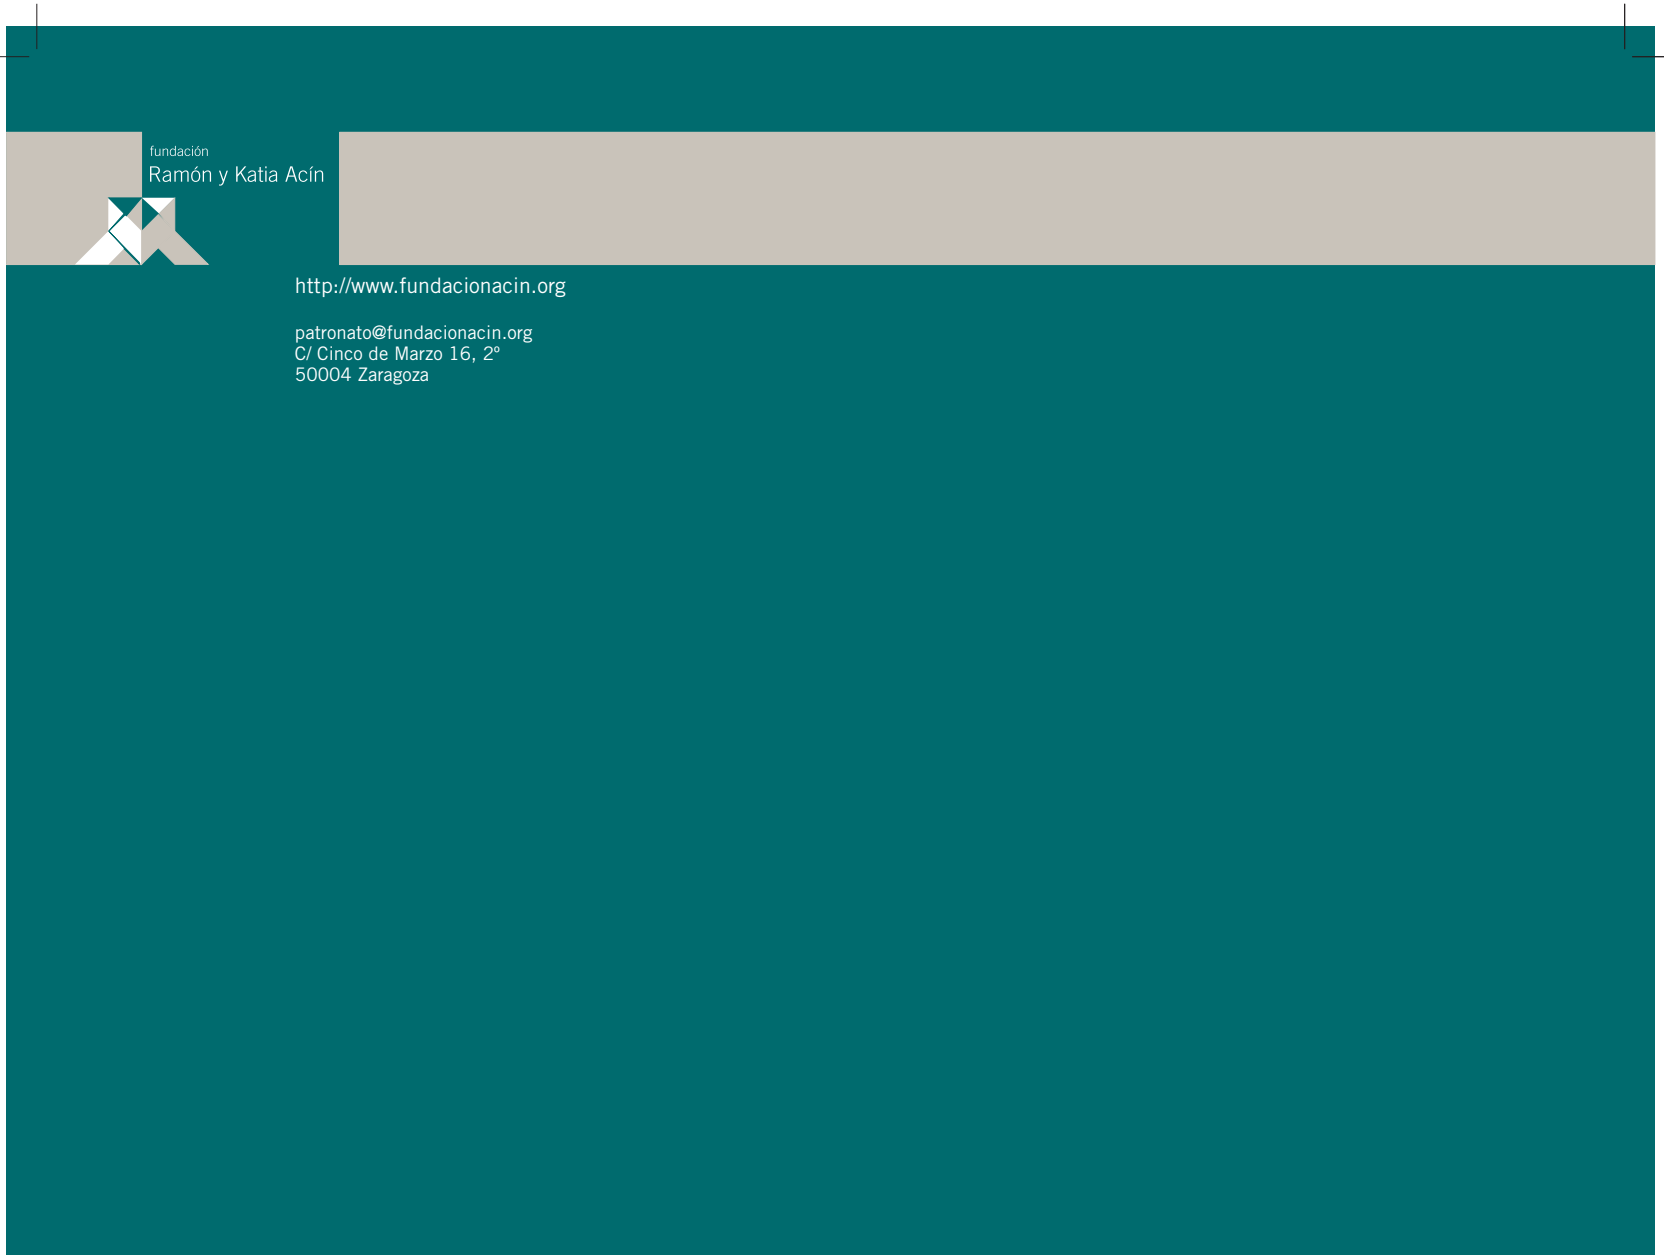 fundación
Ramón y Katia Acín
http://www.fundacionacin.org
patronato@fundacionacin.org
C/ Cinco de Marzo 16, 2º
50004 Zaragoza